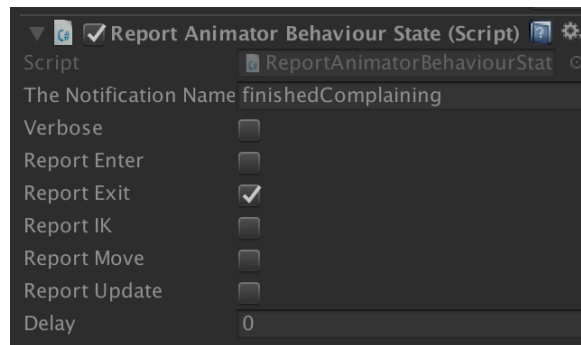 C# Report Animator Behaviour State (Script)
Script ReportAnimatorBehaviourStat
The Notification Name finishedComplaining
Verbose
Report Enter
Report Exit
Report IK
Report Move
Report Update
Delay 0